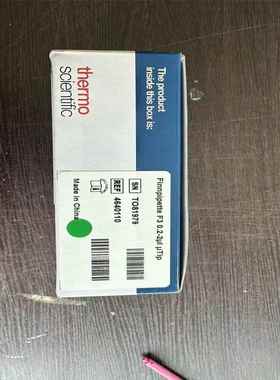 The product
inside this box is:
thermo
scientific
Finnpipette F3 0.2-2µl µTip
SN TO81979
REF 4640110
Made in China